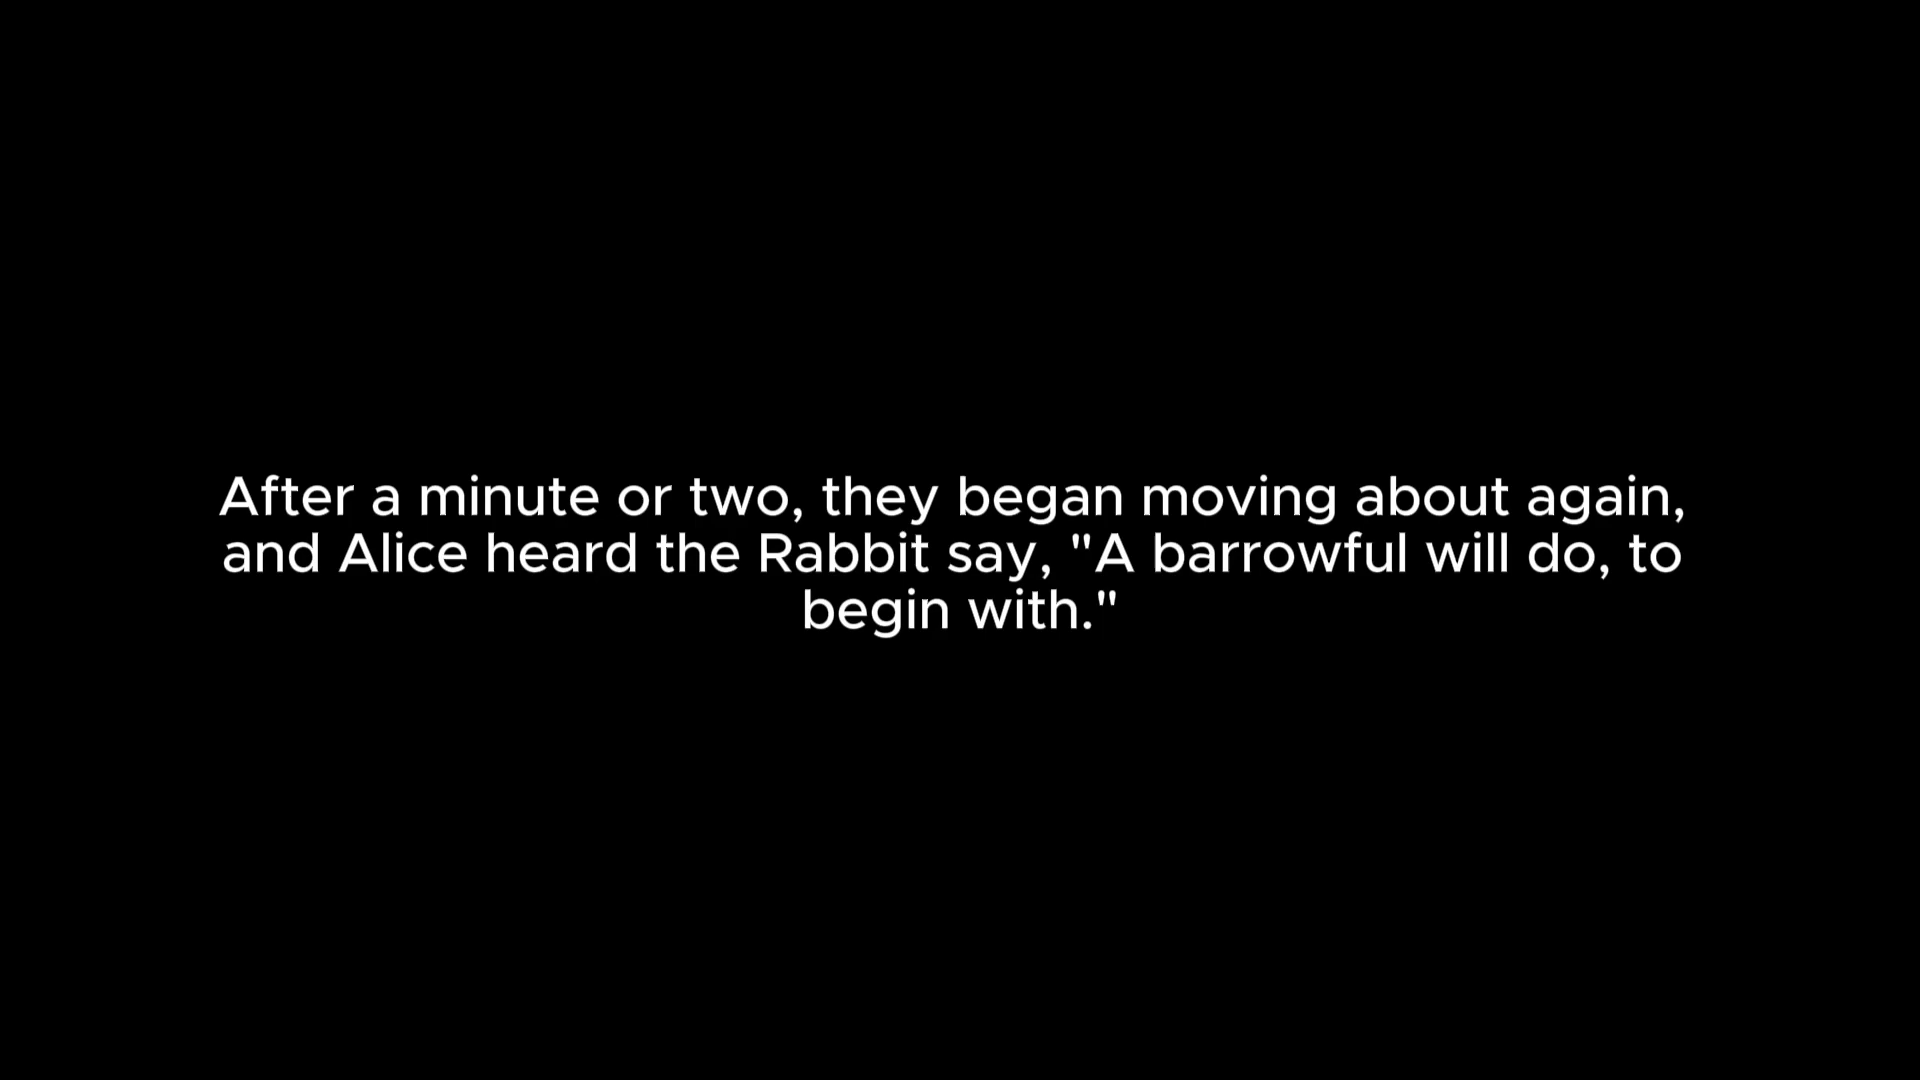 After a minute or two, they began moving about again,
and Alice heard the Rabbit say, "A barrowful will do, to
begin with."